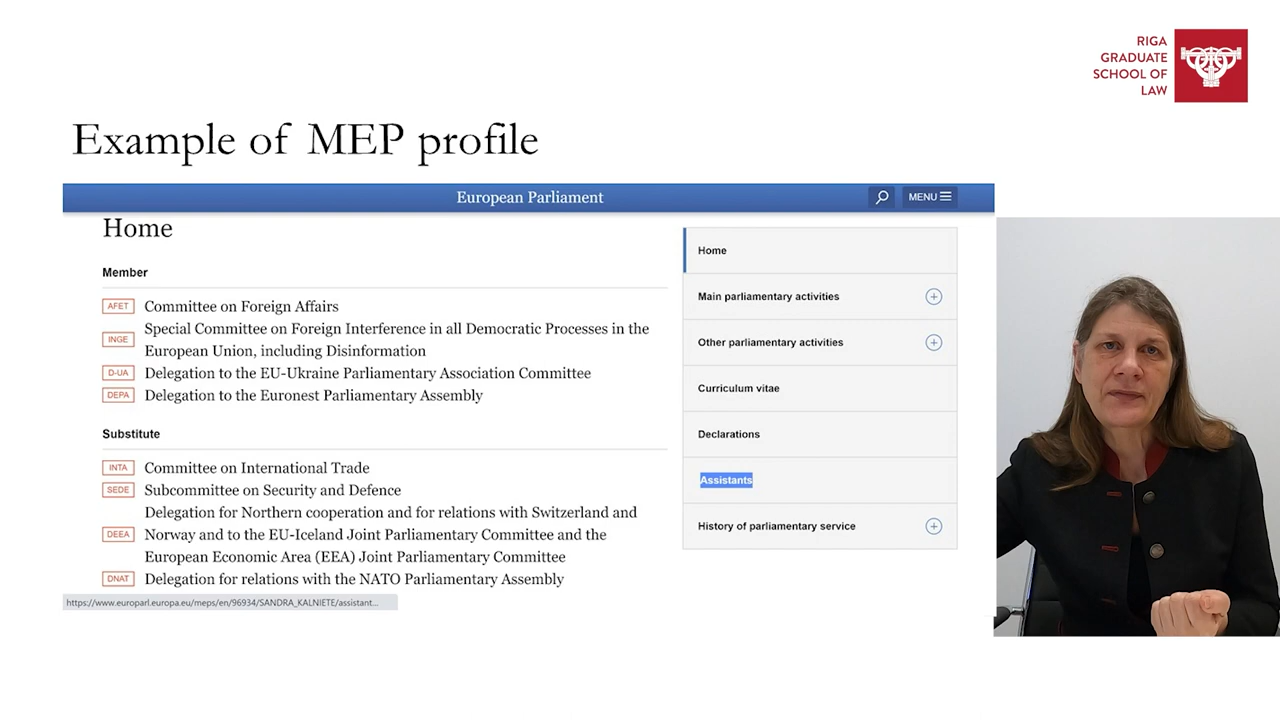 RIGA
GRADUATE
SCHOOL OF
LAW
Example of MEP profile
European Parliament
MENU
Home
Member
AFET Committee on Foreign Affairs
INGE Special Committee on Foreign Interference in all Democratic Processes in the
European Union, including Disinformation
D-UA Delegation to the EU-Ukraine Parliamentary Association Committee
DEPA Delegation to the Euronest Parliamentary Assembly
Substitute
INTA Committee on International Trade
SEDE Subcommittee on Security and Defence
Delegation for Northern cooperation and for relations with Switzerland and
DEEA Norway and to the EU-Iceland Joint Parliamentary Committee and the
European Economic Area (EEA) Joint Parliamentary Committee
DNAT Delegation for relations with the NATO Parliamentary Assembly
https://www.europarl.europa.eu/meps/en/96934/SANDRA_KALNIETE/assistant...
Home
Main parliamentary activities
Other parliamentary activities
Curriculum vitae
Declarations
Assistants
History of parliamentary service